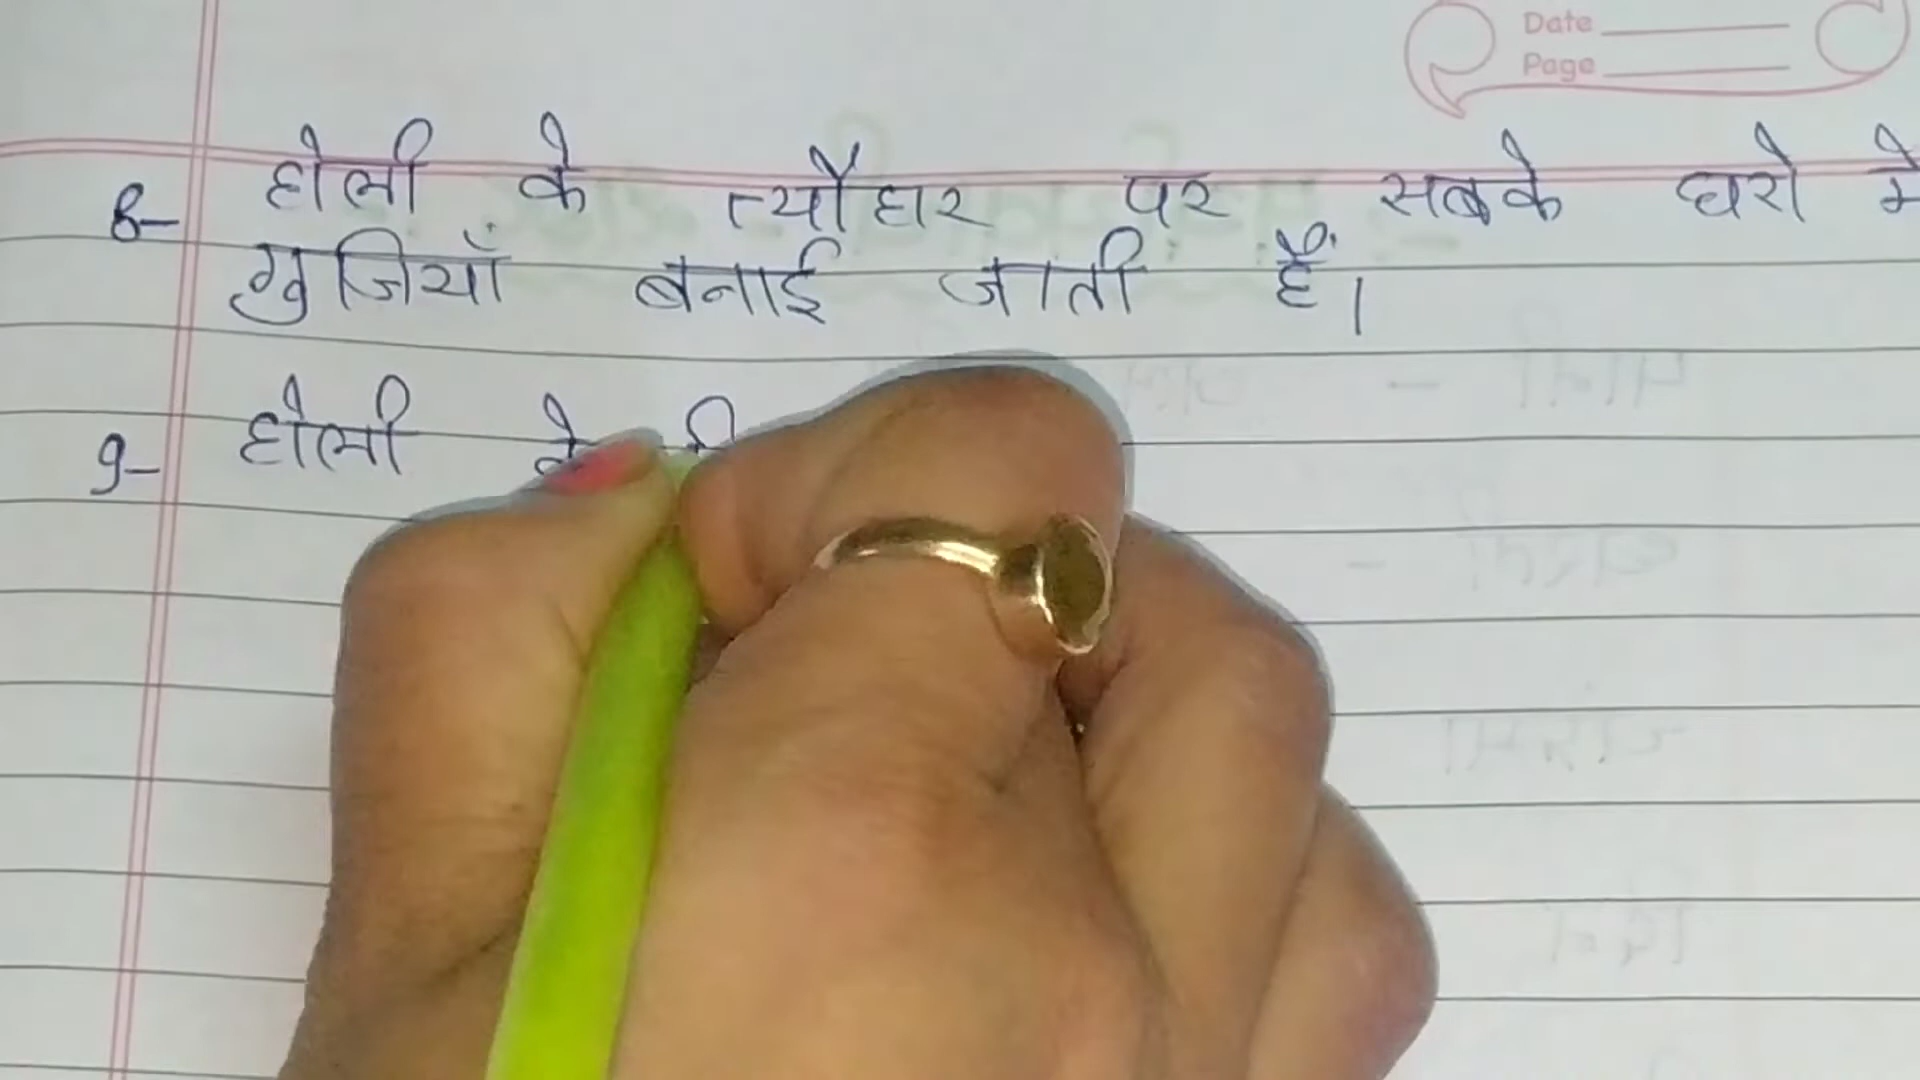 Date
Page
8- होली के त्यौहार पर सबके घरो मे
गुजियाँ बनाई जाती हैं।
9- होली के